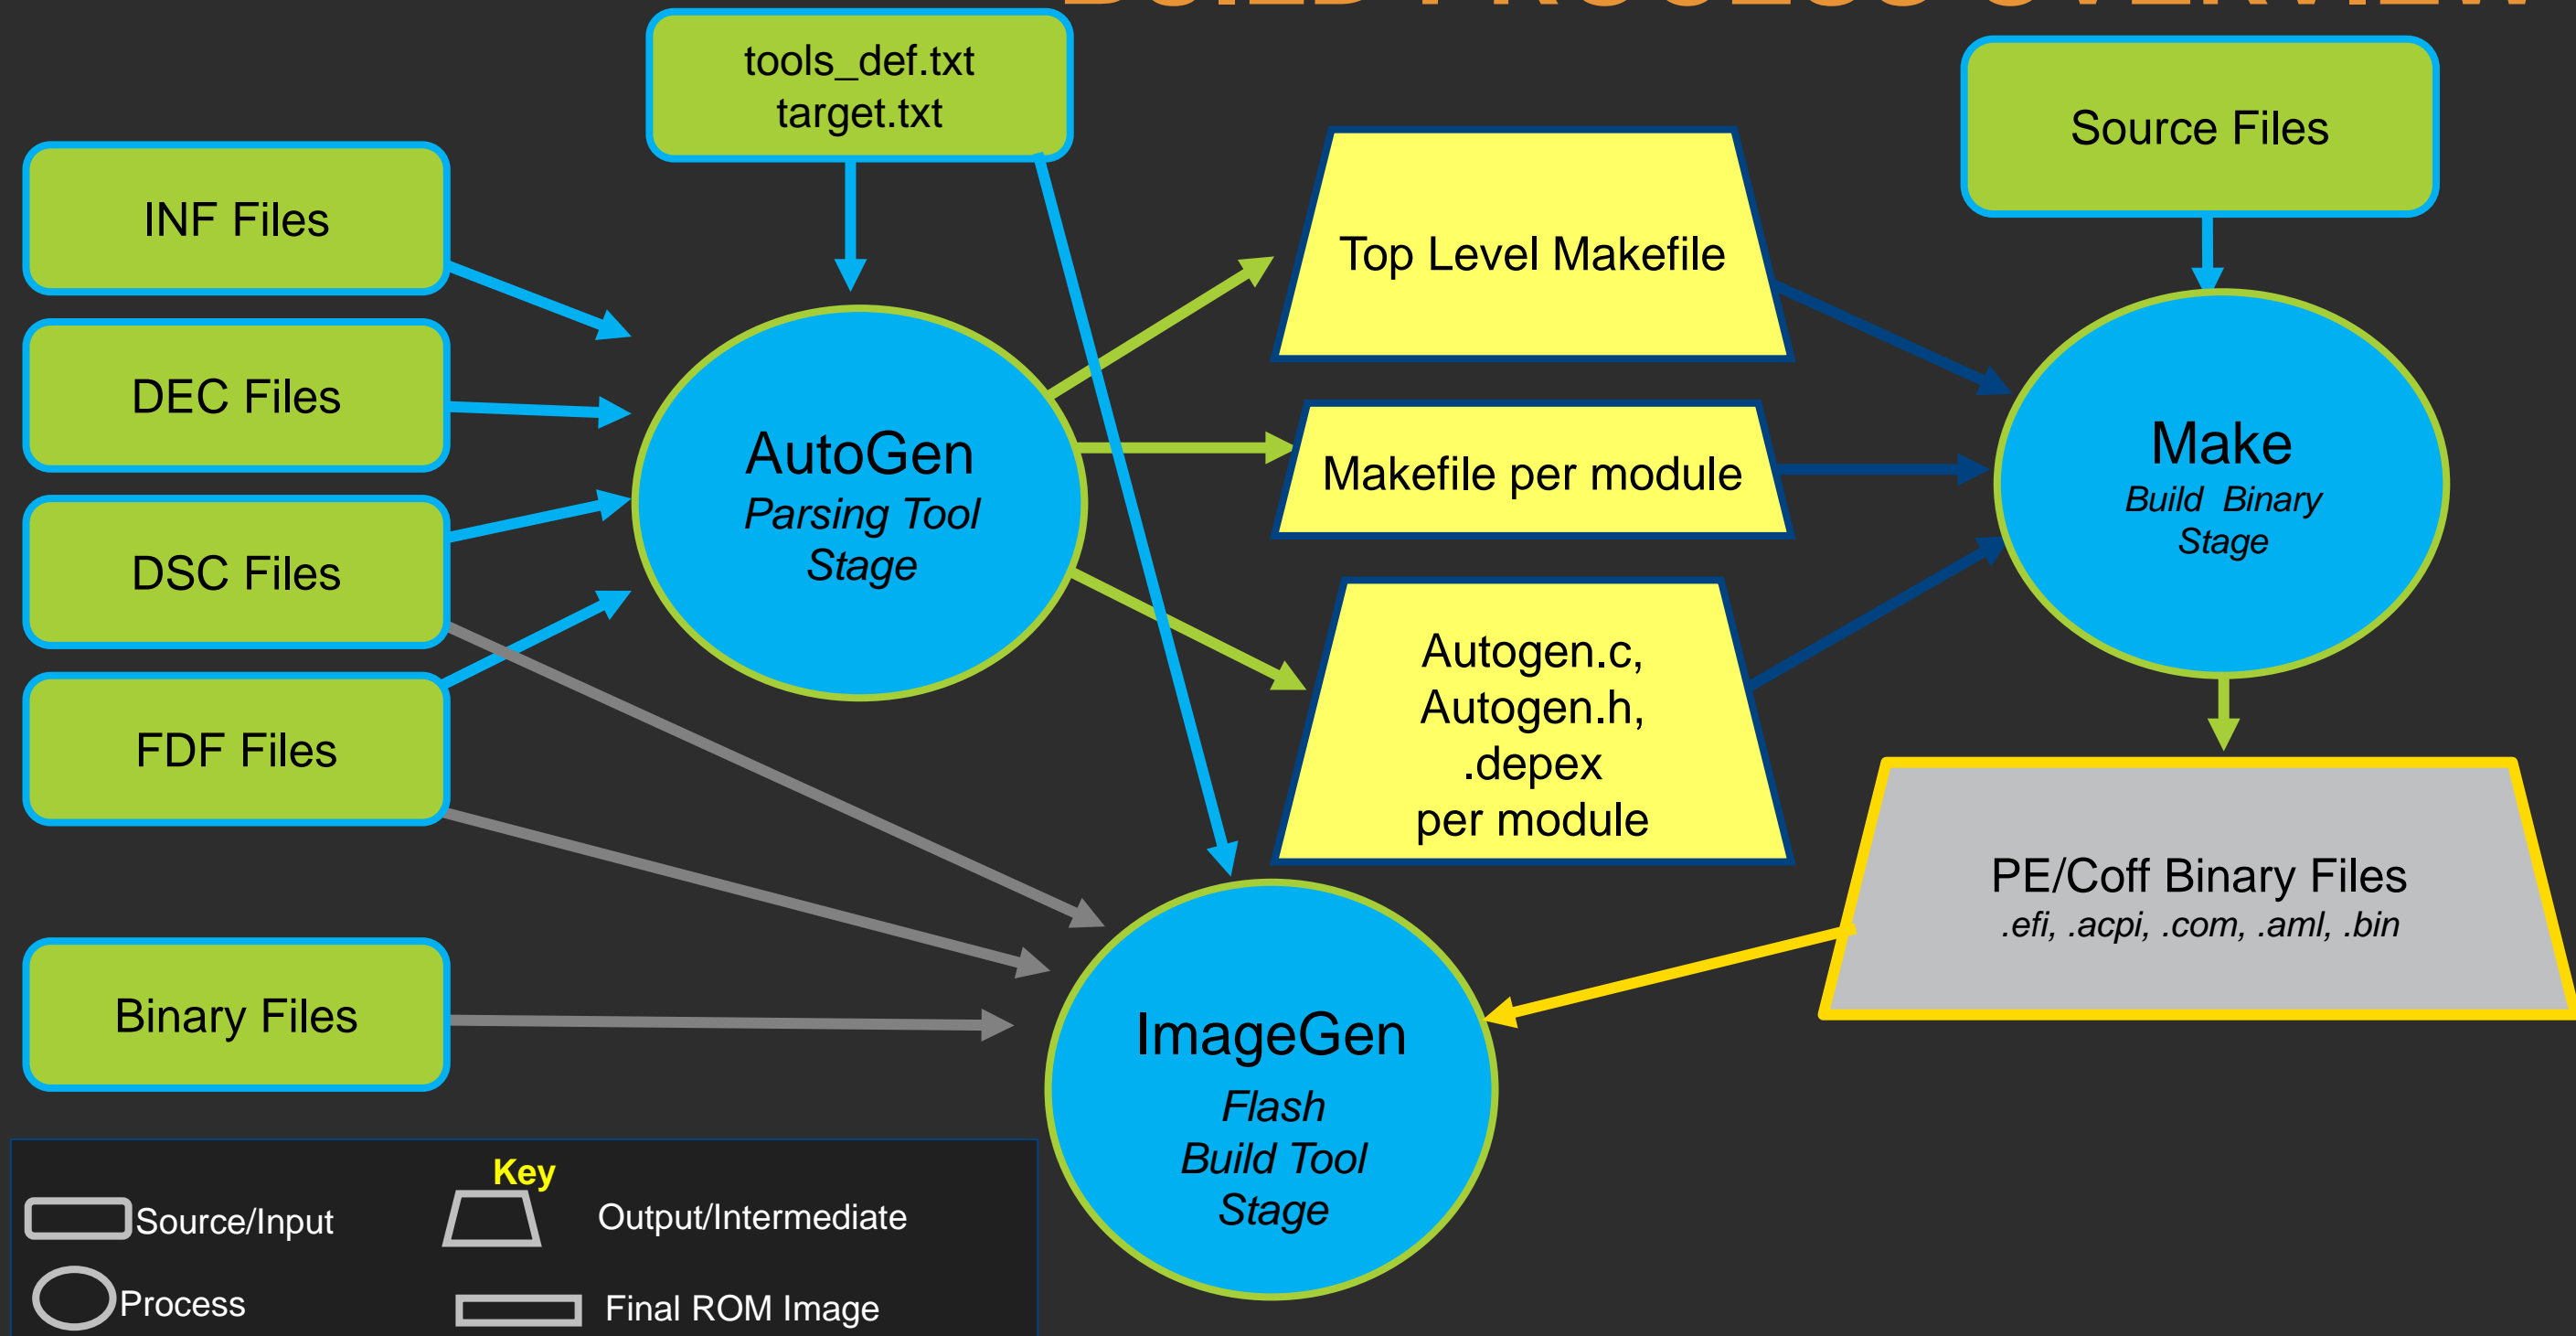 BUILD PROCESS OVERVIEW
tools_def.txt
target.txt
Source Files
INF Files
DEC Files
DSC Files
FDF Files
Binary Files
AutoGen
Parsing Tool
Stage
Top Level Makefile
Makefile per module
Autogen.c,
Autogen.h,
.depex
per module
Make
Build Binary
Stage
PE/Coff Binary Files
.efi, .acpi, .com, .aml, .bin
ImageGen
Flash
Build Tool
Stage
Key
Source/Input
Output/Intermediate
Process
Final ROM Image